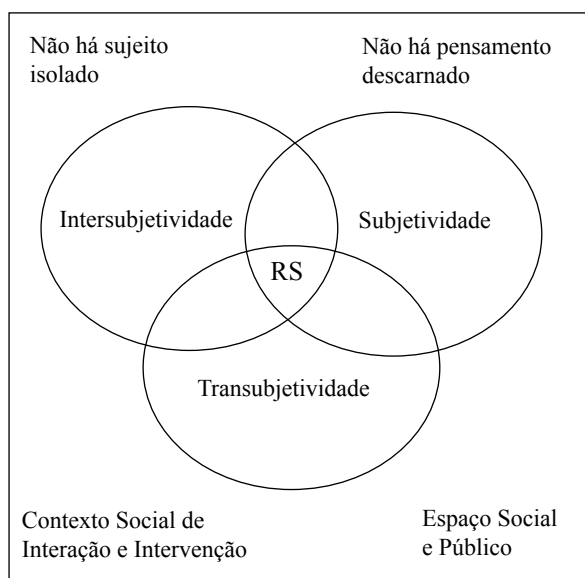 Não há sujeito
isolado
Não há pensamento
descarnado
Intersubjetividade
Subjetividade
RS
Transubjetividade
Contexto Social de
Interação e Intervenção
Espaço Social
e Público